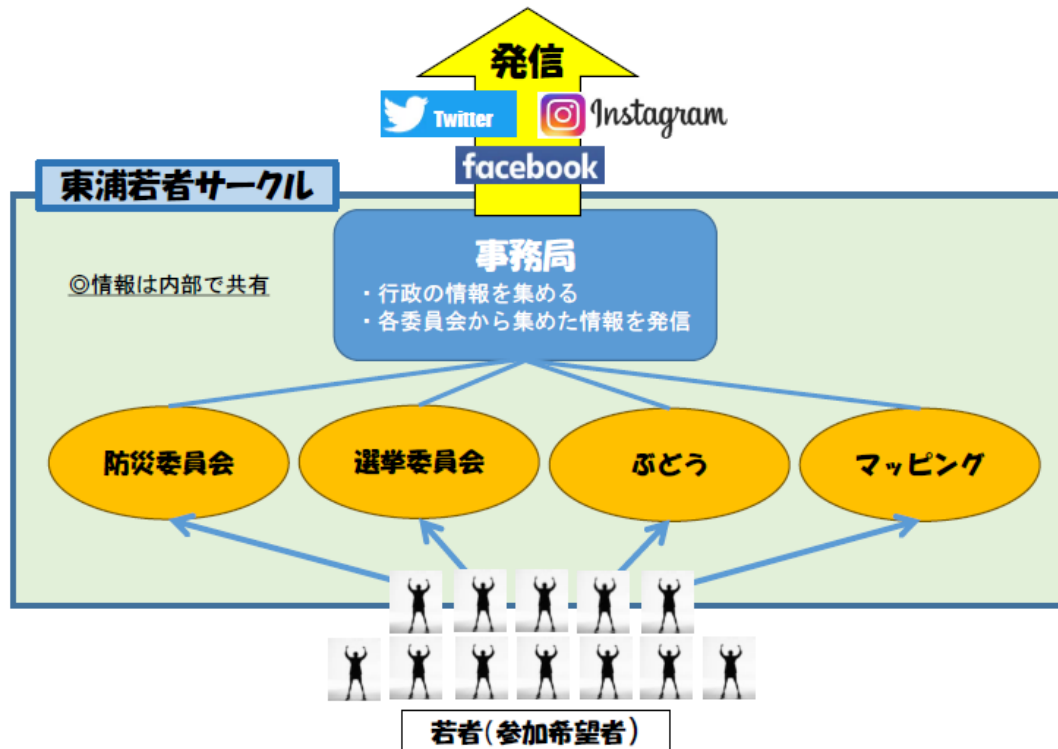 発信
Twitter
Instagram
facebook
東浦若者サークル
事務局
◎情報は内部で共有
・行政の情報を集める
・各委員会から集めた情報を発信
防災委員会
選挙委員会
ぶどう
マッピング
若者(参加希望者)